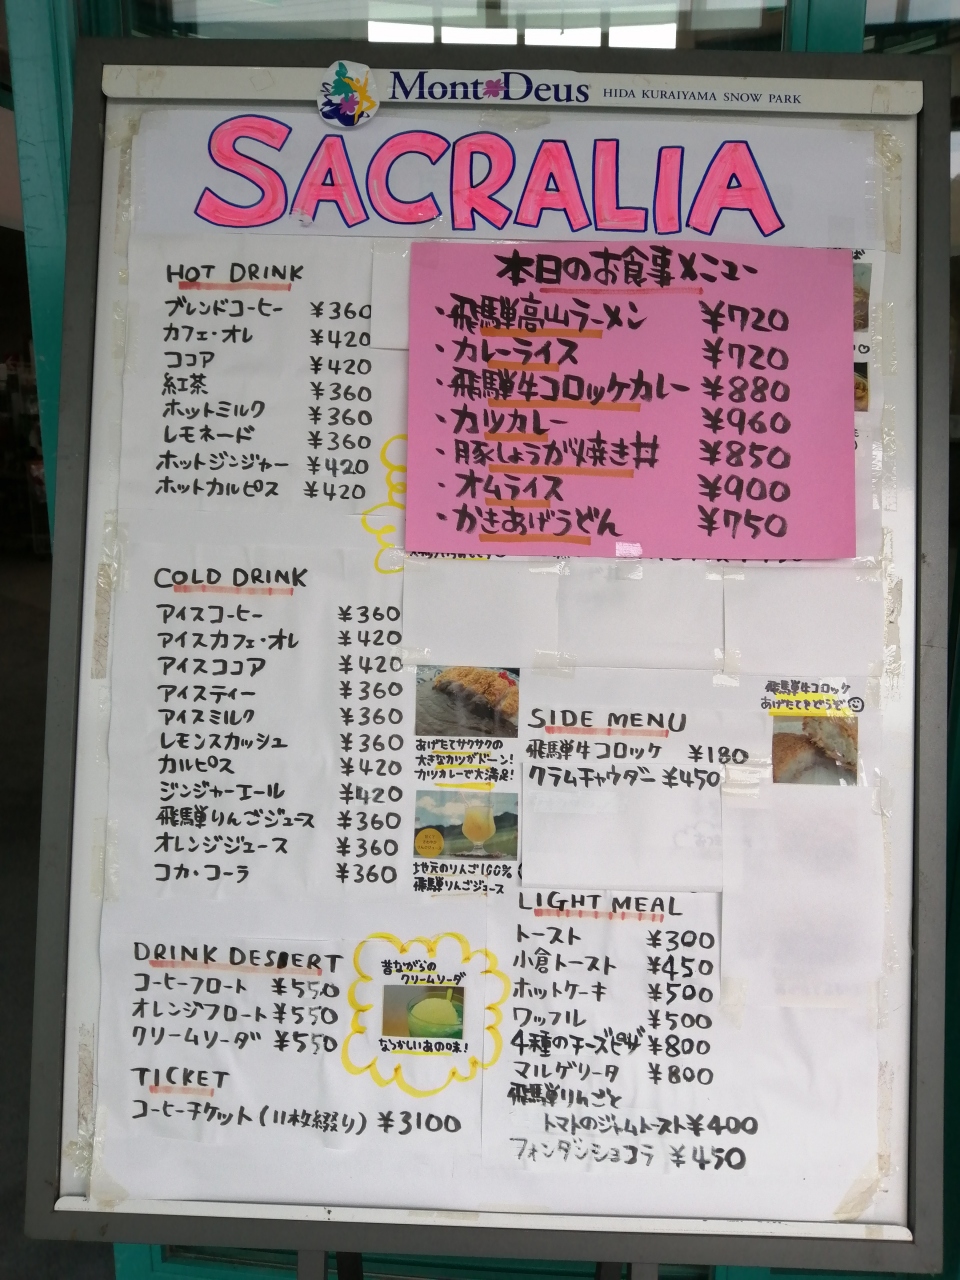 Mont Deus HIDA KURAIYAMA SNOW PARK
SACRALIA
HOT DRINK
ブレンドコーヒー ¥360
カフェ・オレ ¥420
ココア ¥420
紅茶 ¥360
ホットミルク ¥360
レモネード ¥360
ホットジンジャー ¥420
ホットカルピス ¥420
本日のお食事メニュー
・飛騨高山ラーメン ¥720
・カレーライス ¥720
・飛騨牛コロッケカレー ¥880
・カツカレー ¥960
・豚しょうが焼き丼 ¥850
・オムライス ¥900
・かきあげうどん ¥750
COLD DRINK
アイスコーヒー ¥360
アイスカフェ・オレ ¥420
アイスココア ¥420
アイスティー ¥360
アイスミルク ¥360
レモンスカッシュ ¥360
カルピス ¥420
ジンジャーエール ¥420
飛騨りんごジュース ¥360
オレンジジュース ¥360
コカ・コーラ ¥360
あげたてサクサクの
大きなカツがドーン!
カツカレーで大満足!
地元のりんご100%
飛騨りんごジュース
SIDE MENU
飛騨牛コロッケ ¥180
クラムチャウダー ¥450
飛騨牛コロッケ
あげたてをどうぞ
LIGHT MEAL
トースト ¥300
小倉トースト ¥450
ホットケーキ ¥500
ワッフル ¥500
4種のチーズピザ ¥800
マルゲリータ ¥800
飛騨りんごと
トマトのジャムトースト ¥400
フォンダンショコラ ¥450
DRINK DESSERT
コーヒーフロート ¥550
オレンジフロート ¥550
クリームソーダ ¥550
昔ながらの
クリームソーダ
なつかしいあの味!
TICKET
コーヒーチケット(11枚綴り) ¥3100